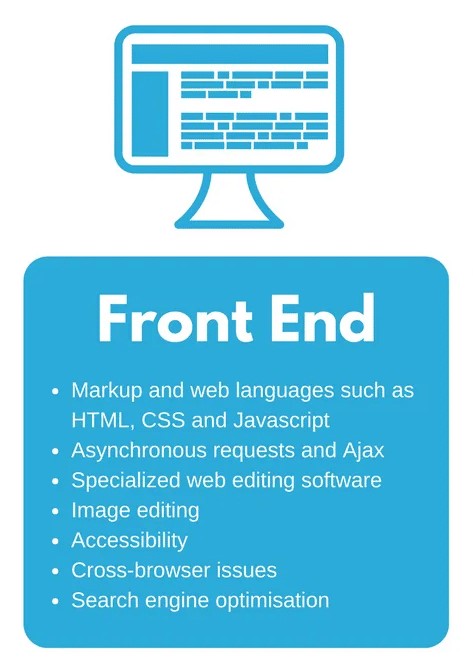 Front End
• Markup and web languages such as
HTML, CSS and Javascript
• Asynchronous requests and Ajax
• Specialized web editing software
• Image editing
• Accessibility
• Cross-browser issues
• Search engine optimisation